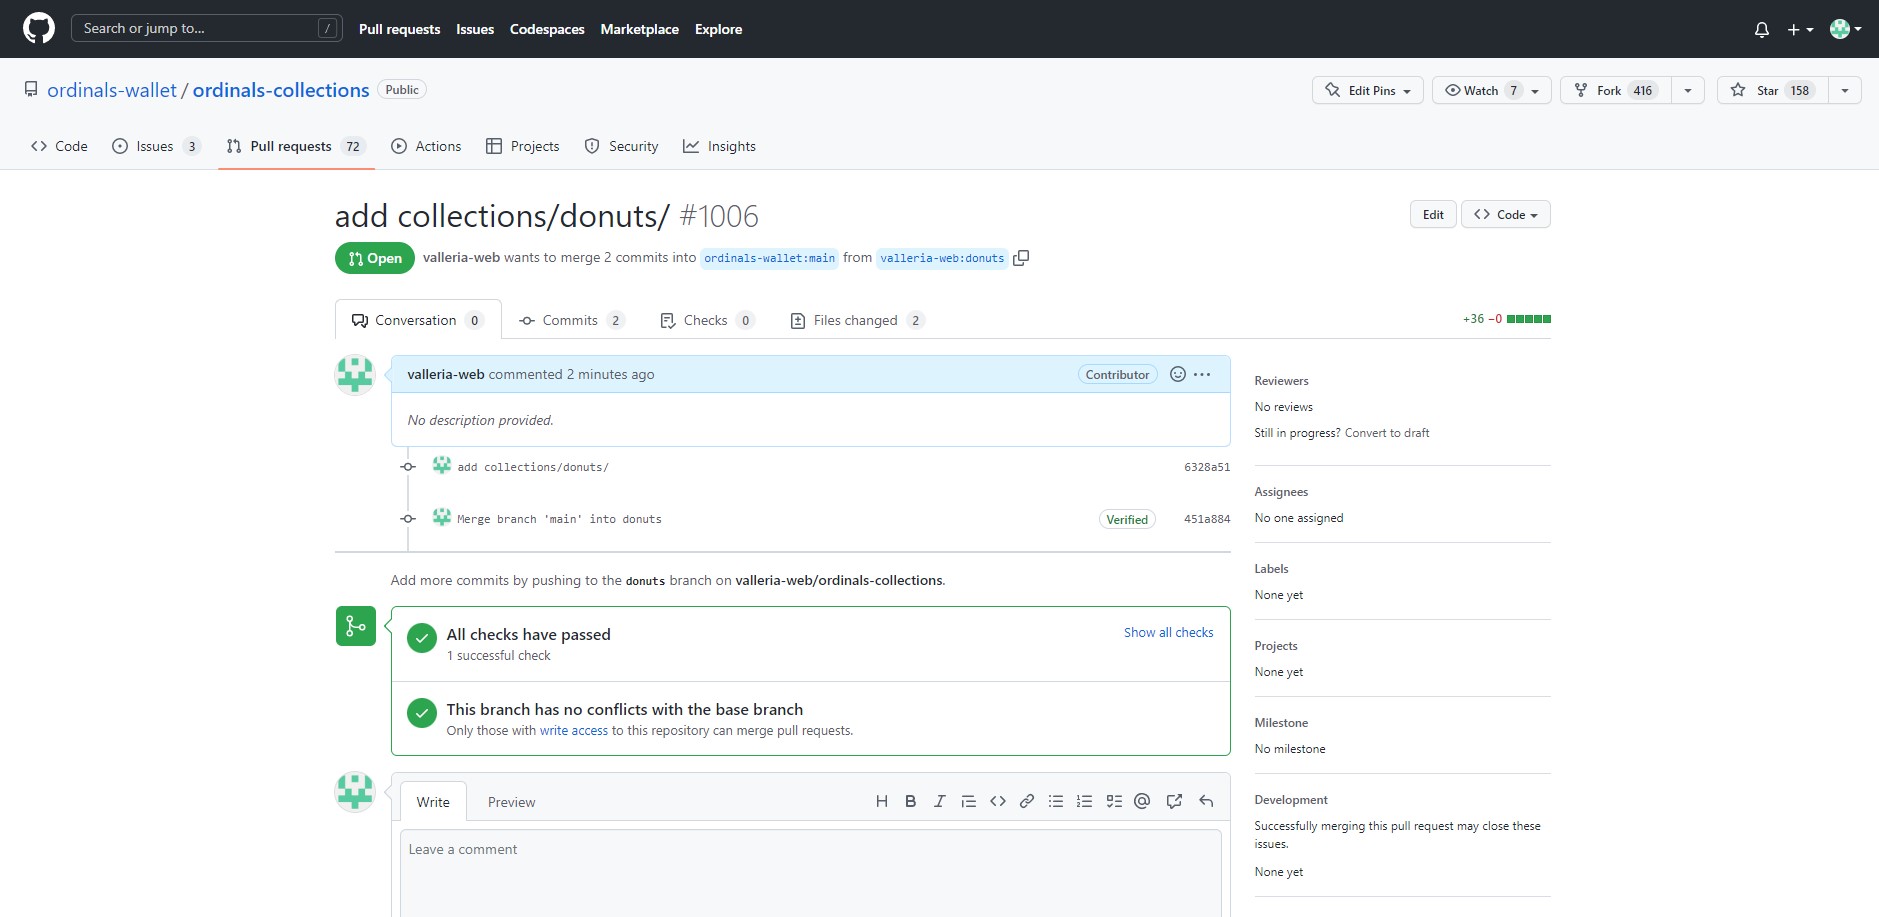 Search or jump to... /
Pull requests Issues Codespaces Marketplace Explore
ordinals-wallet / ordinals-collections Public
Edit Pins Watch 7 Fork 416 Star 158
Code Issues 3 Pull requests 72 Actions Projects Security Insights
add collections/donuts/ #1006
Edit Code
Open valleria-web wants to merge 2 commits into ordinals-wallet:main from valleria-web:donuts
Conversation 0 Commits 2 Checks 0 Files changed 2
+36 −0
valleria-web commented 2 minutes ago
Contributor
No description provided.
add collections/donuts/ 6328a51
Merge branch 'main' into donuts Verified 451a884
Add more commits by pushing to the donuts branch on valleria-web/ordinals-collections.
All checks have passed
1 successful check
Show all checks
This branch has no conflicts with the base branch
Only those with write access to this repository can merge pull requests.
Write Preview
H B I @
Leave a comment
Reviewers
No reviews
Still in progress? Convert to draft
Assignees
No one assigned
Labels
None yet
Projects
None yet
Milestone
No milestone
Development
Successfully merging this pull request may close these
issues.
None yet